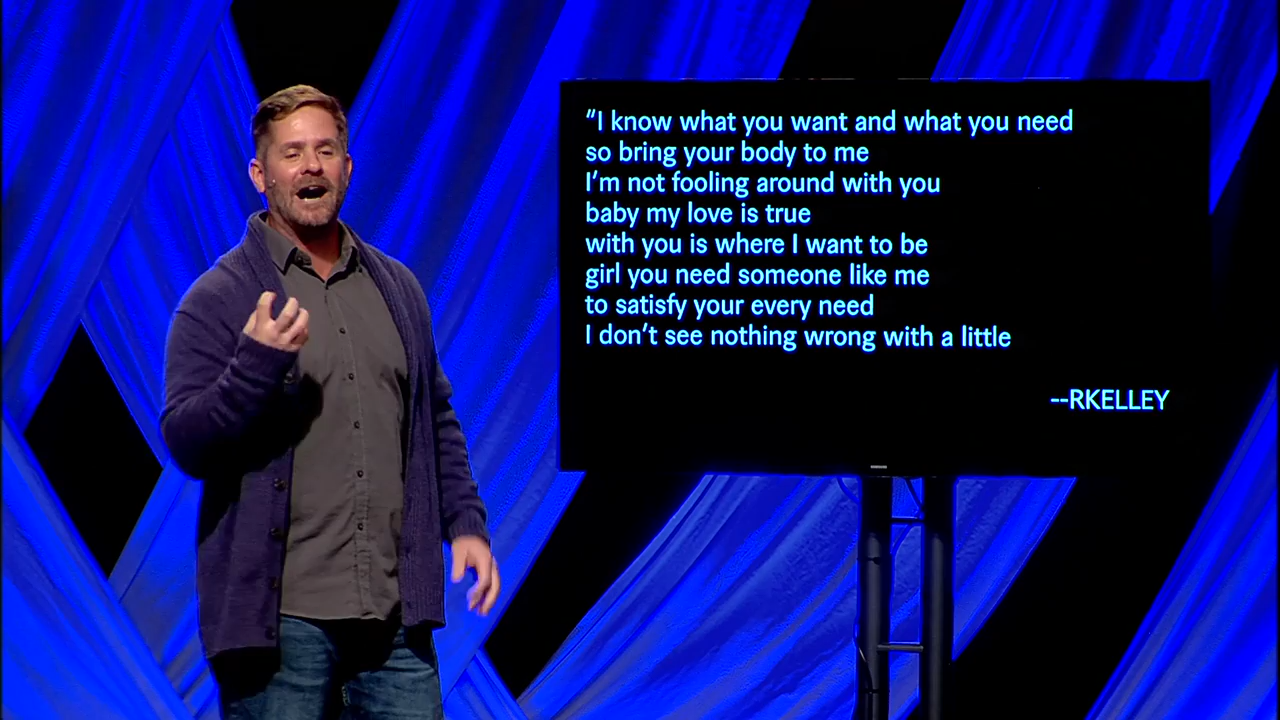 “I know what you want and what you need
so bring your body to me
I’m not fooling around with you
baby my love is true
with you is where I want to be
girl you need someone like me
to satisfy your every need
I don’t see nothing wrong with a little
--RKELLEY